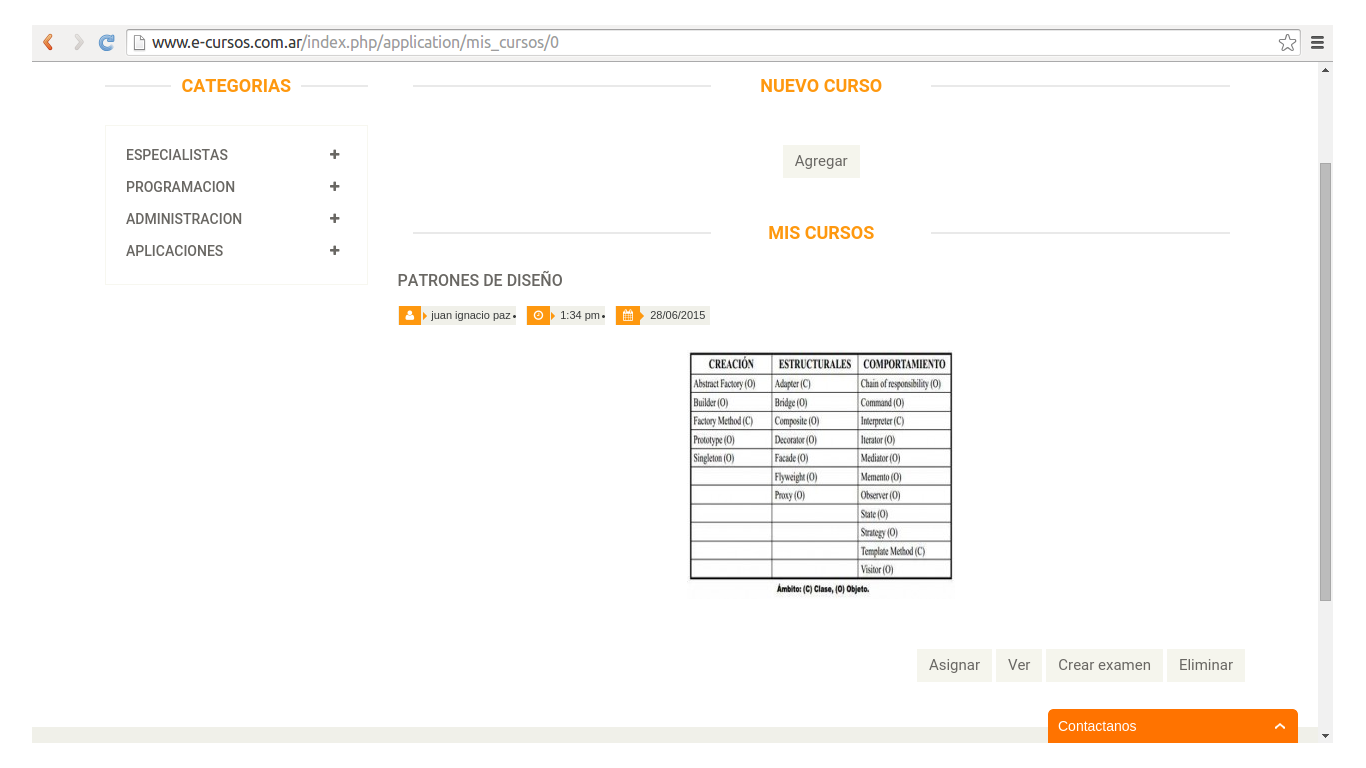 www.e-cursos.com.ar/index.php/application/mis_cursos/0
CATEGORIAS
ESPECIALISTAS
PROGRAMACION
ADMINISTRACION
APLICACIONES
NUEVO CURSO
Agregar
MIS CURSOS
PATRONES DE DISEÑO
juan ignacio paz • 1:34 pm • 28/06/2015
CREACIÓN ESTRUCTURALES COMPORTAMIENTO
Abstract Factory (O) Adapter (C) Chain of responsibility (O)
Builder (O) Bridge (O) Command (O)
Factory Method (C) Composite (O) Interpreter (C)
Prototype (O) Decorator (O) Iterator (O)
Singleton (O) Facade (O) Mediator (O)
Flyweight (O) Memento (O)
Proxy (O) Observer (O)
State (O)
Strategy (O)
Template Method (C)
Visitor (O)
Ámbito: (C) Clase, (O) Objeto.
Asignar Ver Crear examen Eliminar
Contactanos